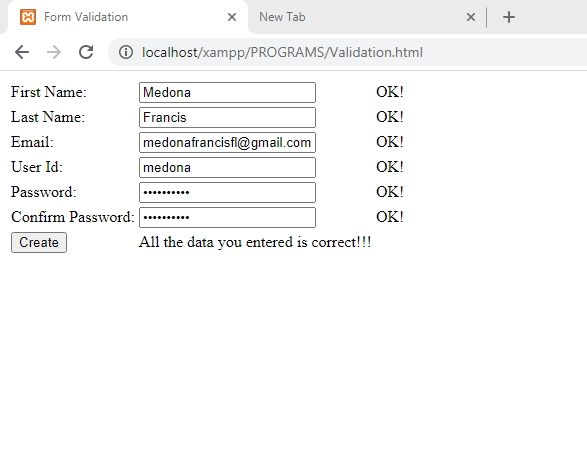 Form Validation New Tab
localhost/xampp/PROGRAMS/Validation.html
First Name: Medona OK!
Last Name: Francis OK!
Email: medonafrancisfl@gmail.com OK!
User Id: medona OK!
Password: •••••••••• OK!
Confirm Password: •••••••••• OK!
Create All the data you entered is correct!!!